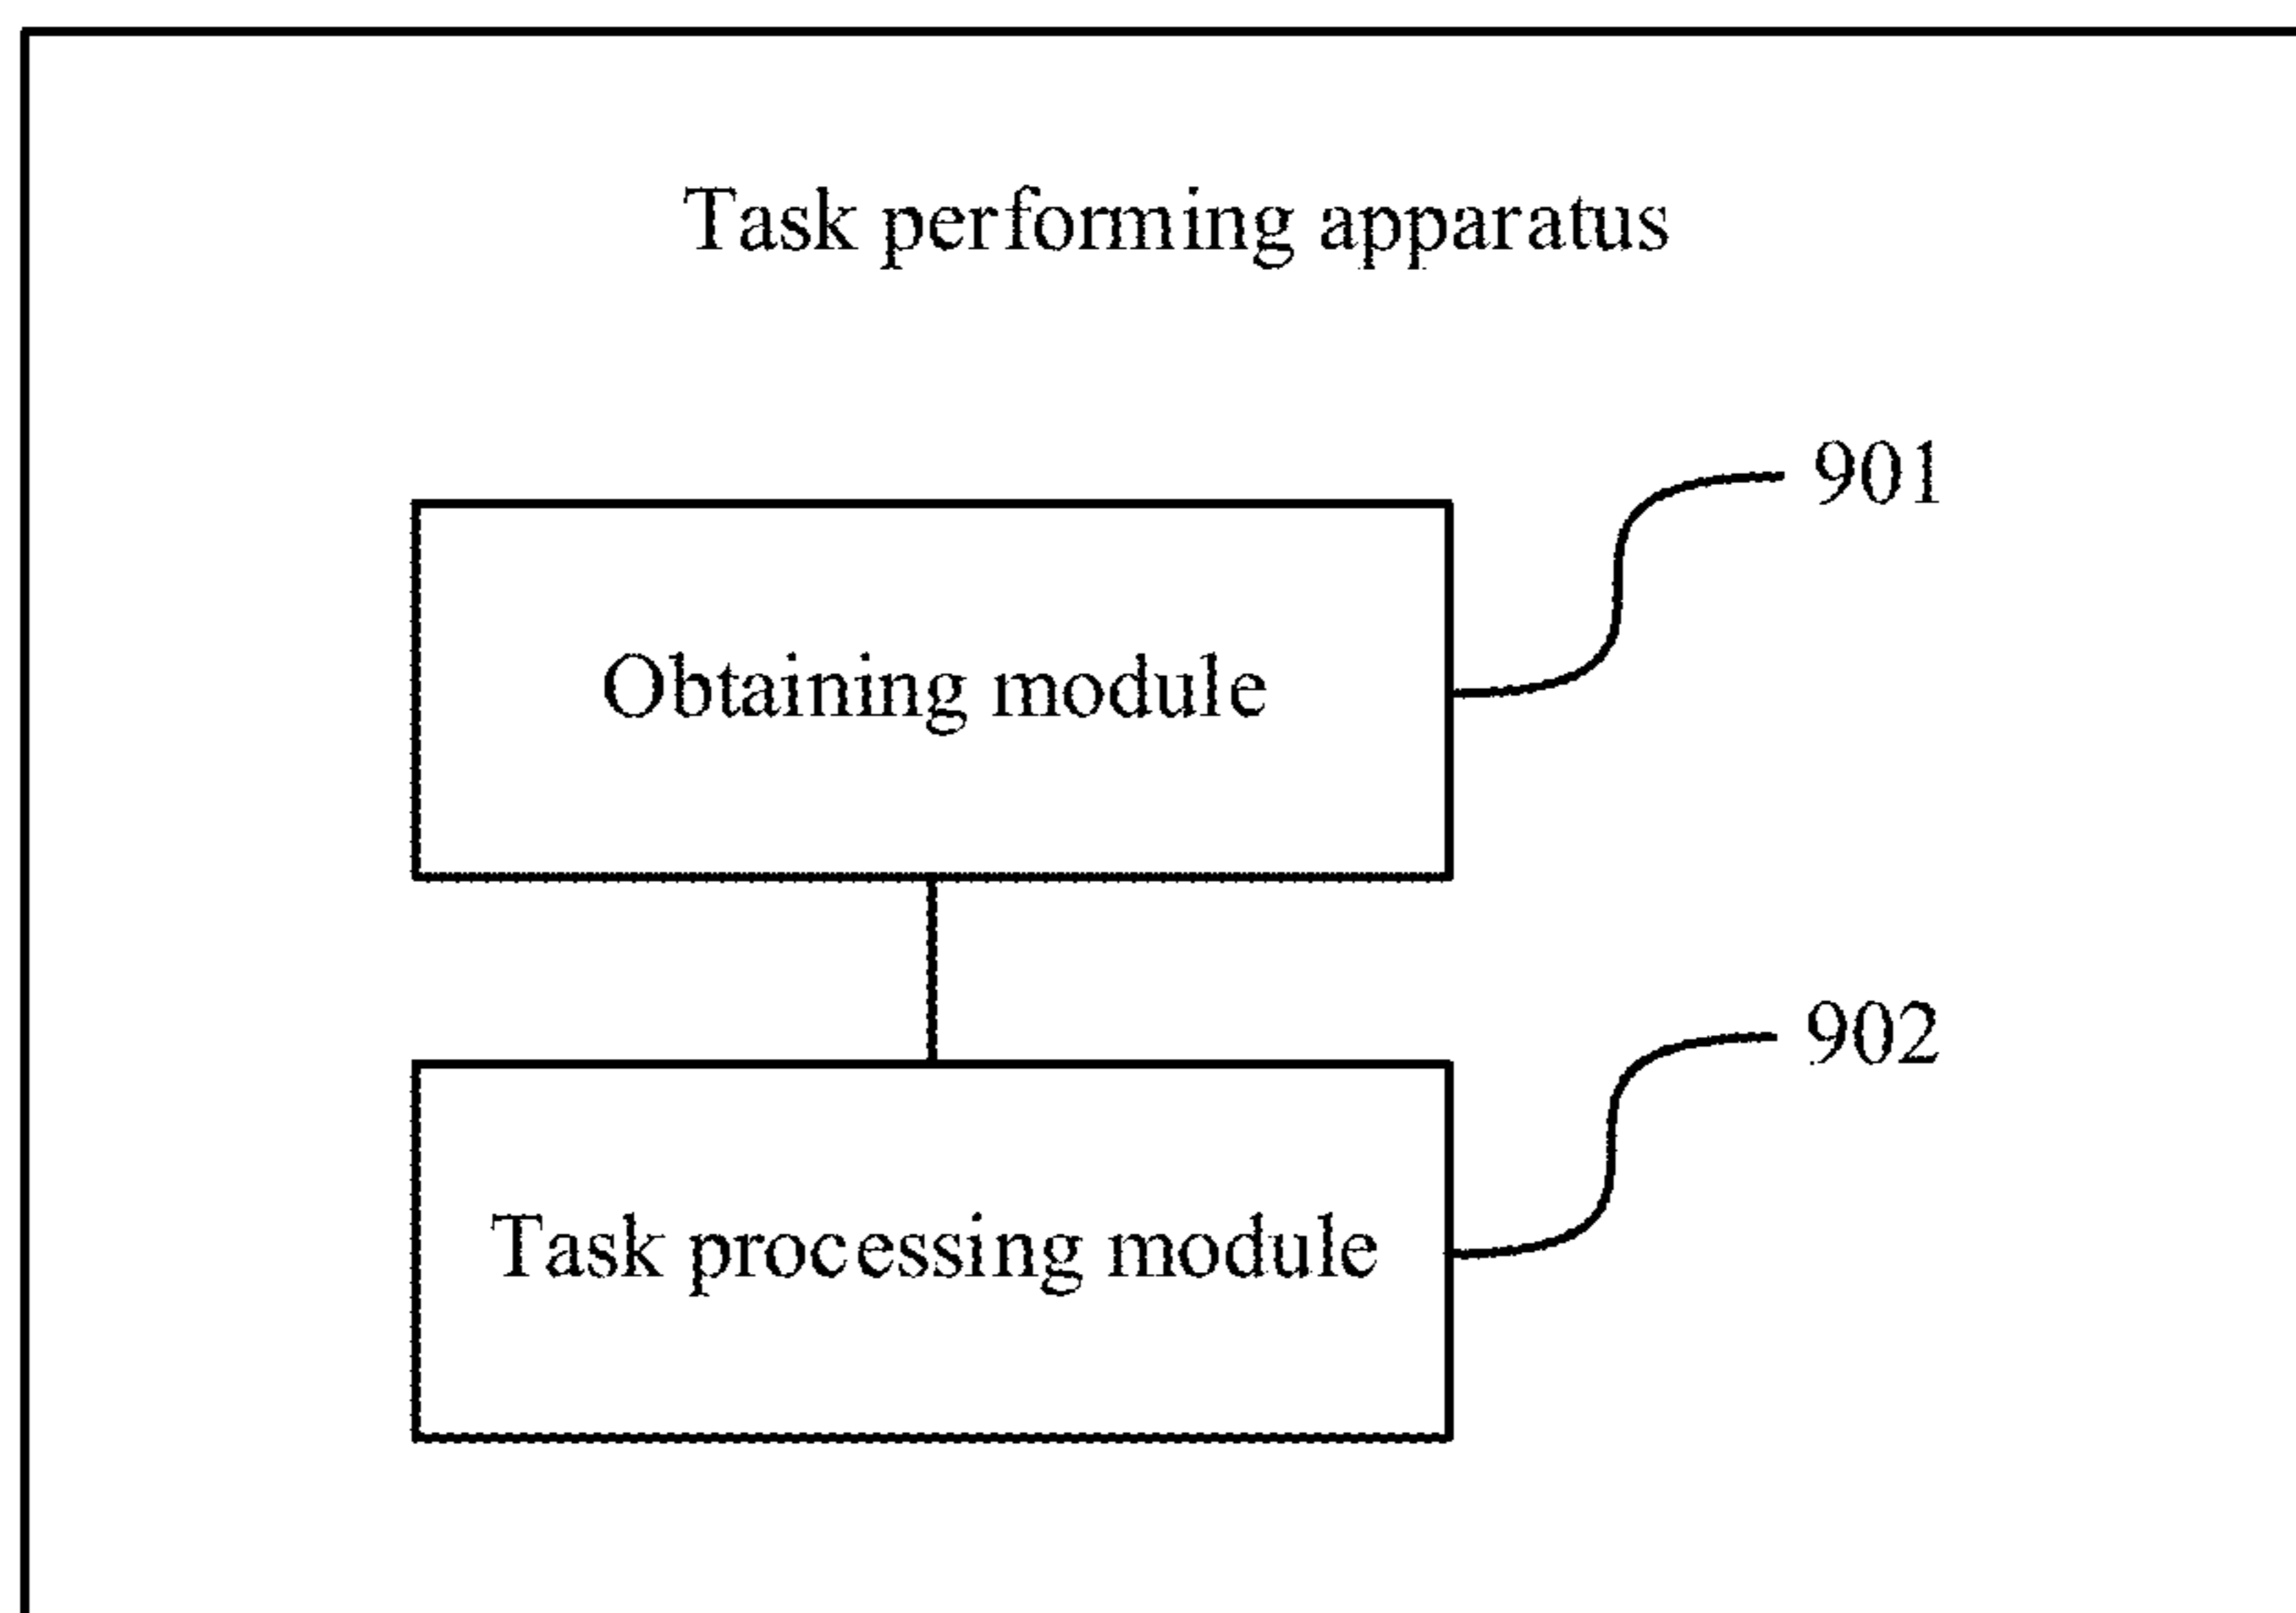 Task performing apparatus
901
Obtaining module
902
Task processing module